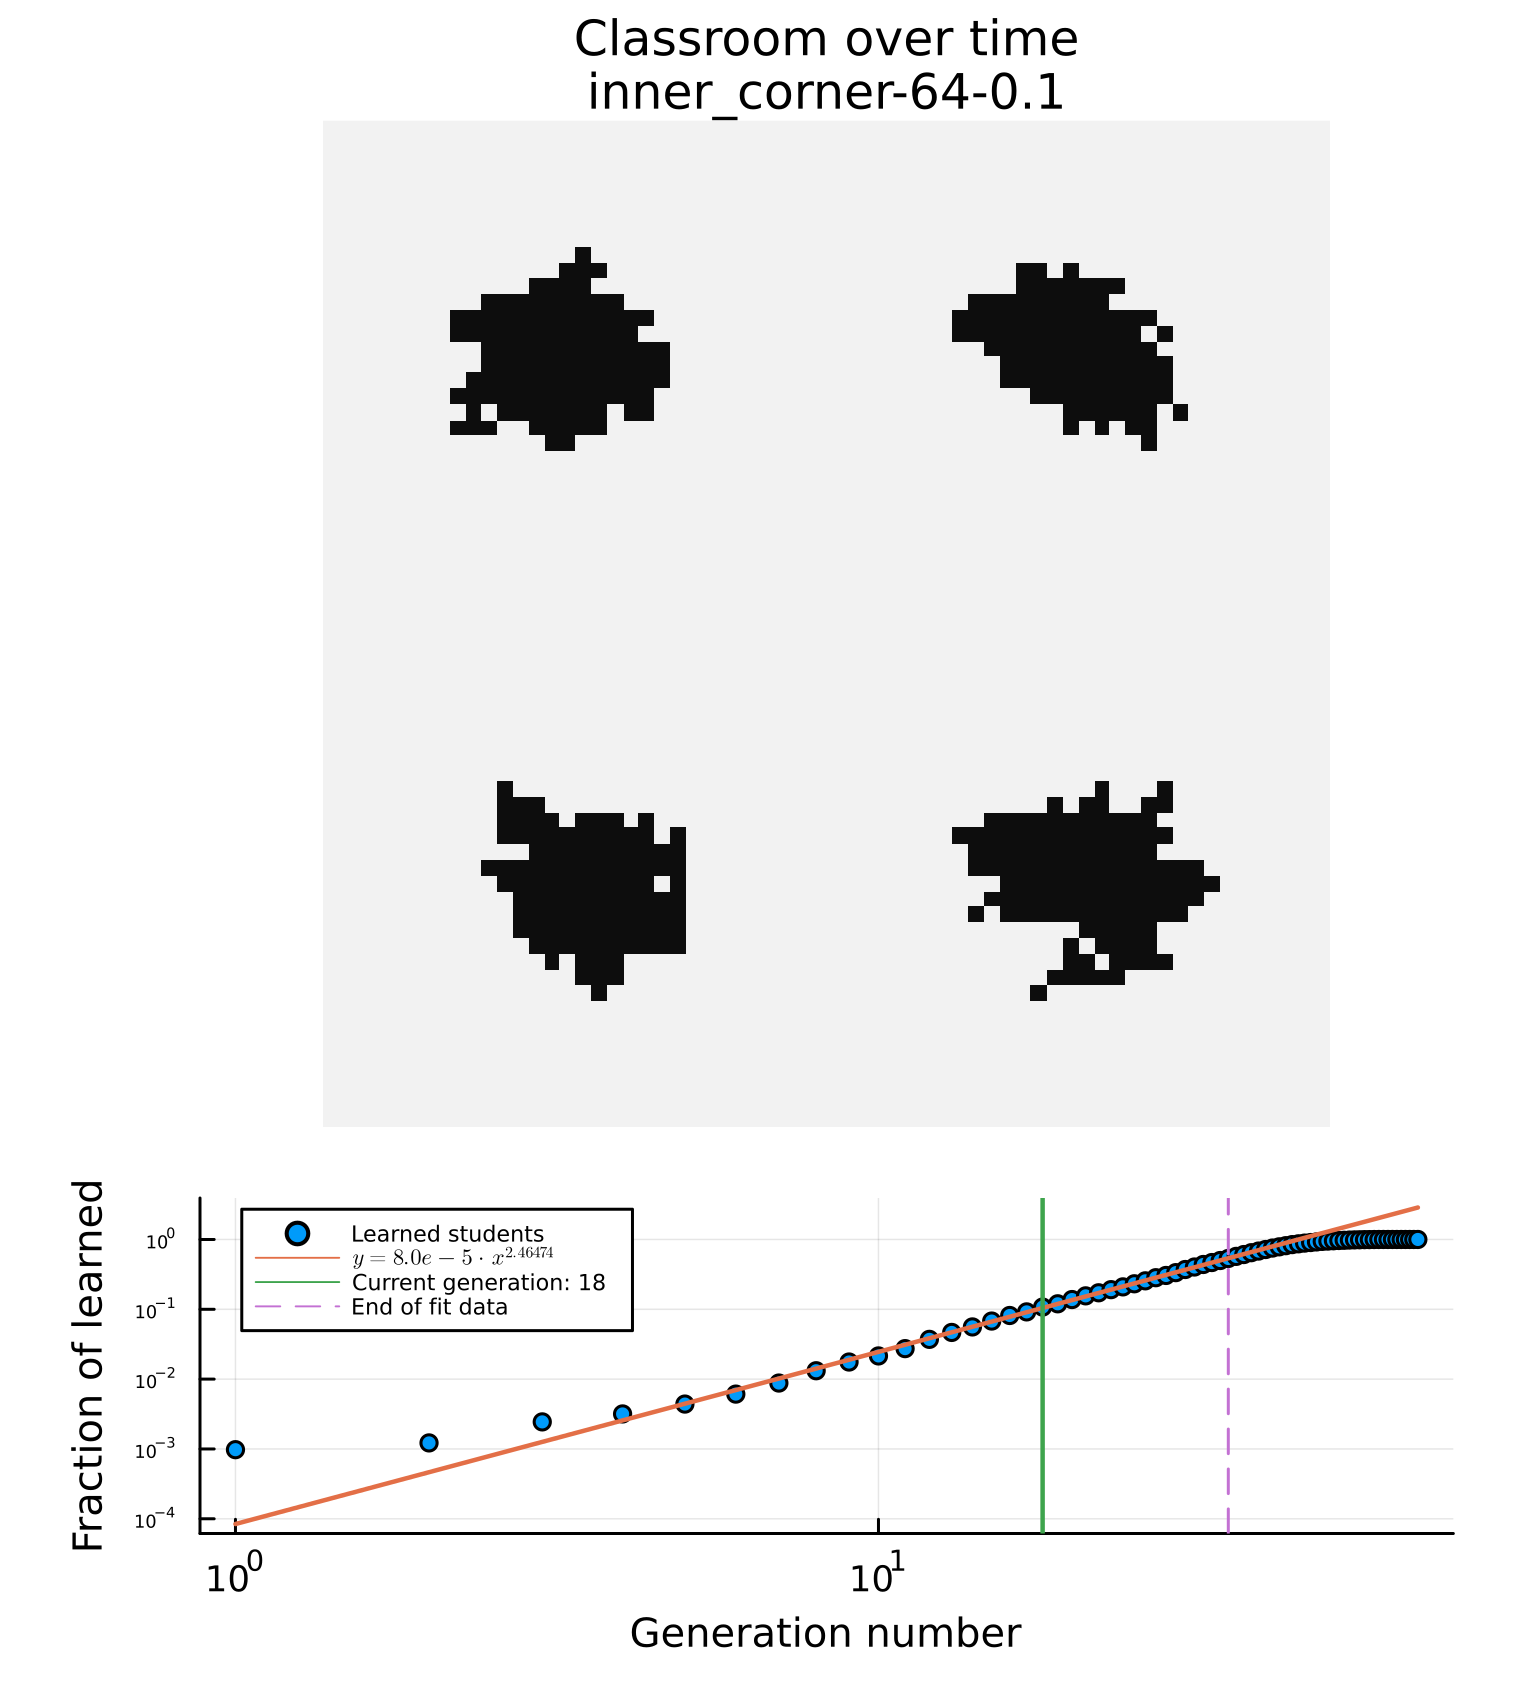 Classroom over time
inner_corner-64-0.1
Fraction of learned
10^0
10^-1
10^-2
10^-3
10^-4
Learned students
y = 8.0e − 5 · x^2.46474
Current generation: 18
End of fit data
10^0
10^1
Generation number